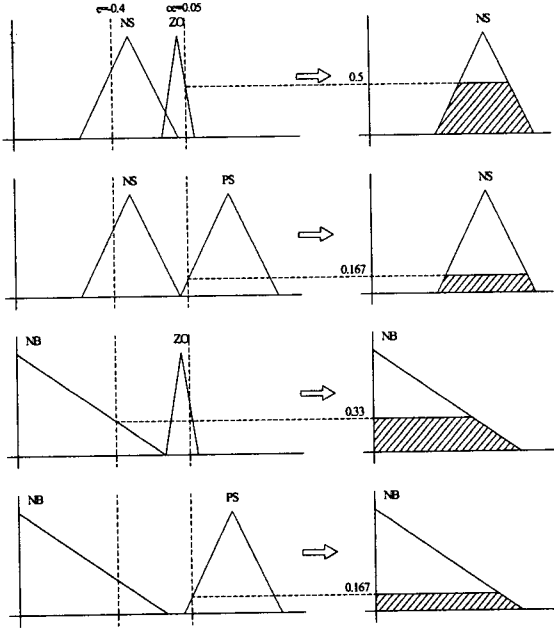 =-0.4 =0.05
NS ZO NS
0.5
NS PS NS
0.167
NB ZO NB
0.33
NB PS NB
0.167